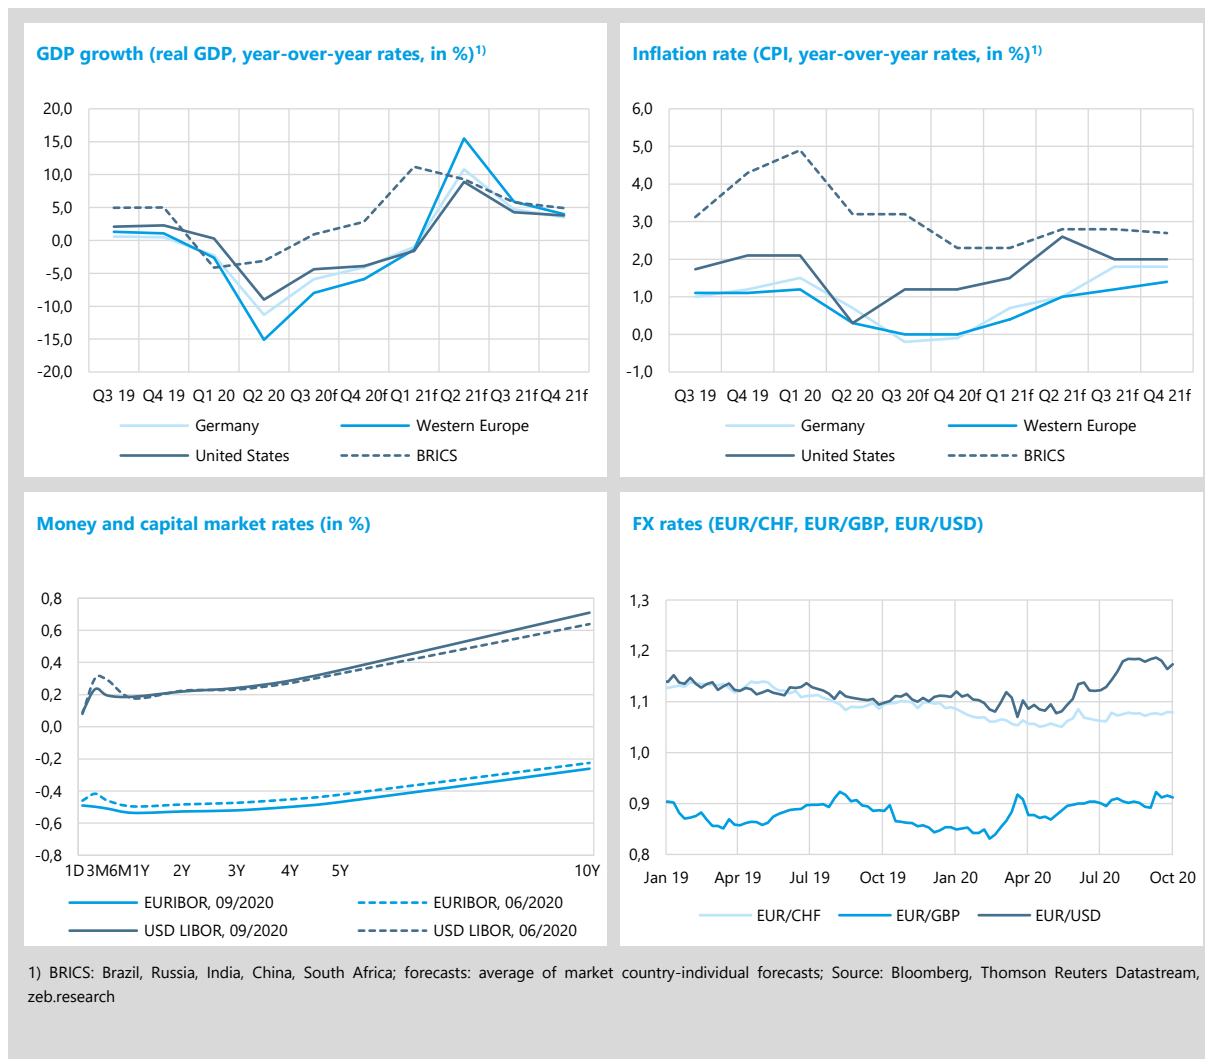 GDP growth (real GDP, year-over-year rates, in %)1)
20,0
15,0
10,0
5,0
0,0
-5,0
-10,0
-15,0
-20,0
Q3 19 Q4 19 Q1 20 Q2 20 Q3 20f Q4 20f Q1 21f Q2 21f Q3 21f Q4 21f
Germany Western Europe
United States BRICS
Inflation rate (CPI, year-over-year rates, in %)1)
6,0
5,0
4,0
3,0
2,0
1,0
0,0
-1,0
Q3 19 Q4 19 Q1 20 Q2 20 Q3 20f Q4 20f Q1 21f Q2 21f Q3 21f Q4 21f
Germany Western Europe
United States BRICS
Money and capital market rates (in %)
0,8
0,6
0,4
0,2
0,0
-0,2
-0,4
-0,6
-0,8
1D 3M6M1Y 2Y 3Y 4Y 5Y 10Y
EURIBOR, 09/2020 EURIBOR, 06/2020
USD LIBOR, 09/2020 USD LIBOR, 06/2020
FX rates (EUR/CHF, EUR/GBP, EUR/USD)
1,3
1,2
1,1
1,0
0,9
0,8
Jan 19 Apr 19 Jul 19 Oct 19 Jan 20 Apr 20 Jul 20 Oct 20
EUR/CHF EUR/GBP EUR/USD
1) BRICS: Brazil, Russia, India, China, South Africa; forecasts: average of market country-individual forecasts; Source: Bloomberg, Thomson Reuters Datastream,
zeb.research